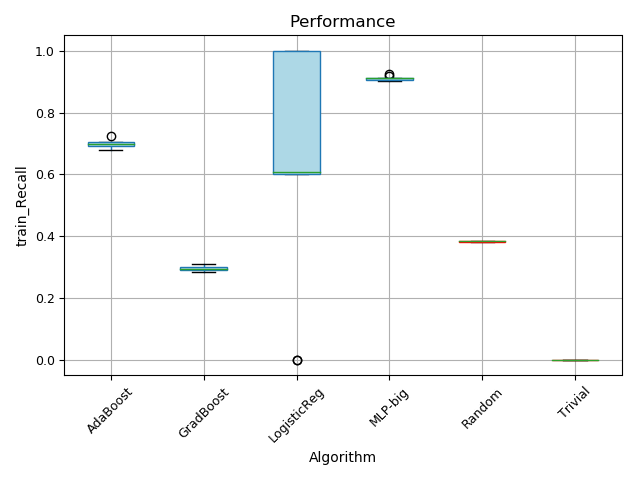 Performance
train_Recall
1.0
0.8
0.6
0.4
0.2
0.0
AdaBoost
GradBoost
LogisticReg
MLP-big
Random
Trivial
Algorithm